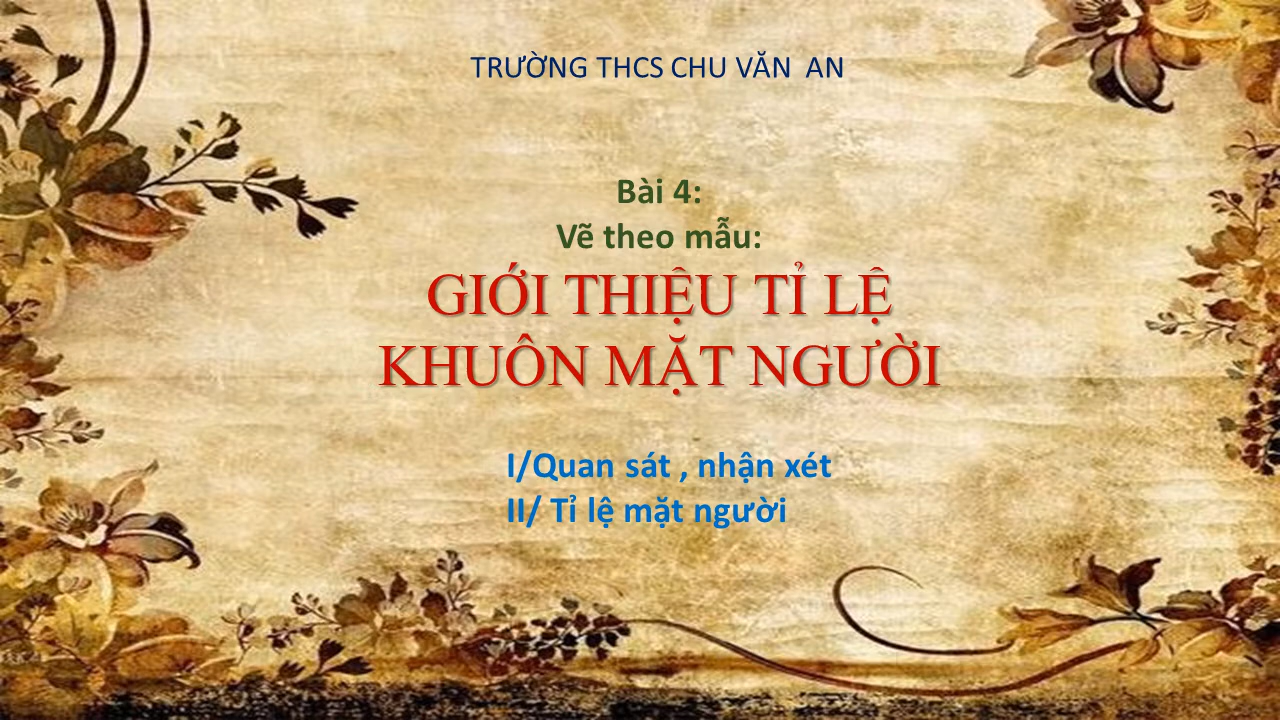 TRƯỜNG THCS CHU VĂN AN
Bài 4:
Vẽ theo mẫu:
GIỚI THIỆU TỈ LỆ
KHUÔN MẶT NGƯỜI
I/Quan sát , nhận xét
II/ Tỉ lệ mặt người